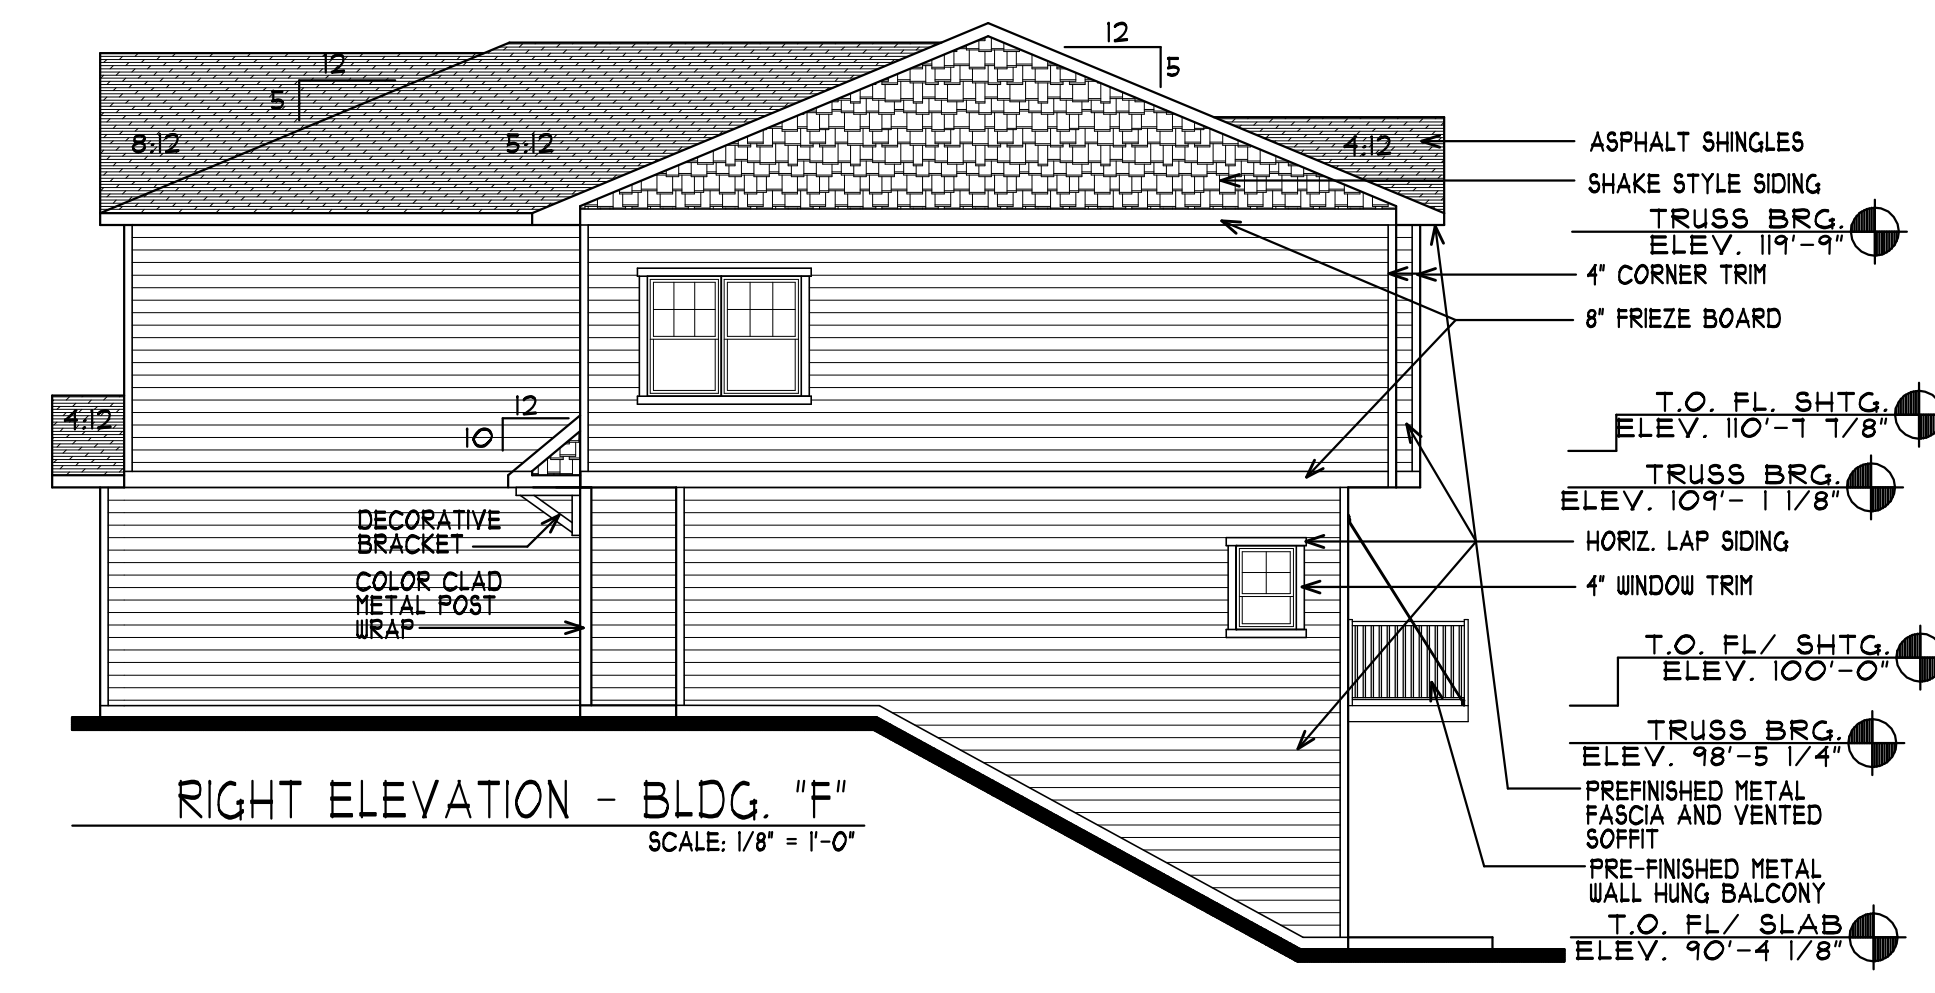 12
5
8:12
5:12
12
5
4:12
ASPHALT SHINGLES
SHAKE STYLE SIDING
TRUSS BRG.
ELEV. 119'-9"
4" CORNER TRIM
8" FRIEZE BOARD
4:12
12
10
T.O. FL. SHTG.
ELEV. 110'-7 7/8"
TRUSS BRG.
ELEV. 109'- 1 1/8"
DECORATIVE
BRACKET
COLOR CLAD
METAL POST
WRAP
HORIZ. LAP SIDING
4" WINDOW TRIM
T.O. FL/ SHTG.
ELEV. 100'-0"
TRUSS BRG.
ELEV. 98'-5 1/4"
PREFINISHED METAL
FASCIA AND VENTED
SOFFIT
PRE-FINISHED METAL
WALL HUNG BALCONY
T.O. FL/ SLAB
ELEV. 90'-4 1/8"
RIGHT ELEVATION - BLDG. "F"
SCALE: 1/8" = 1'-0"